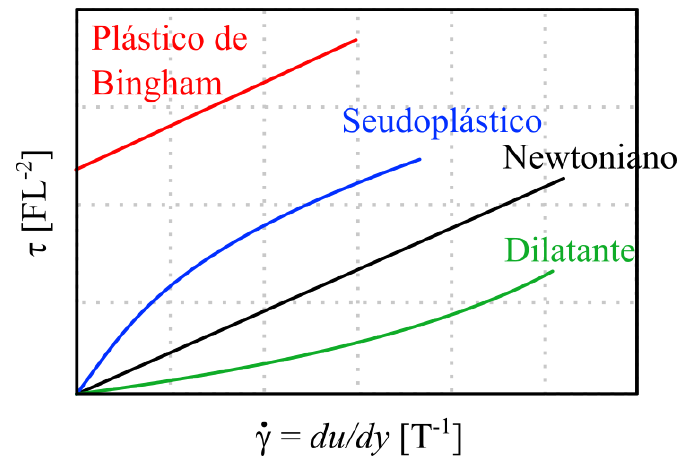 Plástico de
Bingham
Seudoplástico
Newtoniano
Dilatante
τ [FL⁻²]
γ̇ = du/dy [T⁻¹]